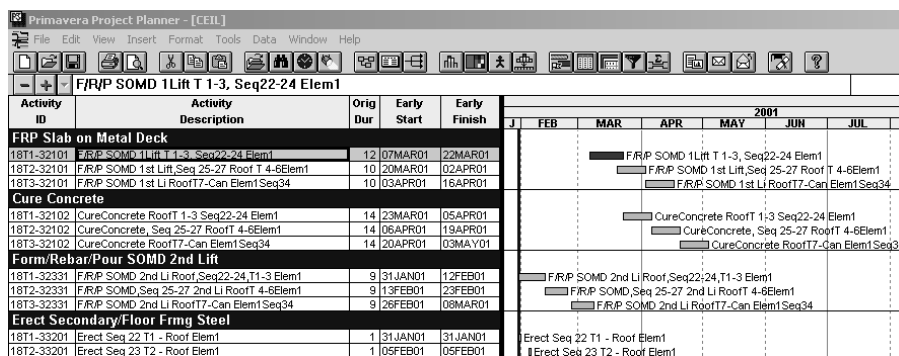 Primavera Project Planner - [CEIL]
File Edit View Insert Format Tools Data Window Help
F/R/P SOMD 1Lift T 1-3, Seq22-24 Elem1
Activity ID Activity Description Orig Dur Early Start Early Finish 2001
J FEB MAR APR MAY JUN JUL
FRP Slab on Metal Deck
18T1-32101 F/R/P SOMD 1Lift T 1-3, Seq22-24 Elem1 12 07MAR01 22MAR01 F/R/P SOMD 1Lift T 1-3, Seq22-24 Elem1
18T2-32101 F/R/P SOMD 1st Lift,Seq 25-27 Roof T 4-6Elem1 10 20MAR01 02APR01 F/R/P SOMD 1st Lift,Seq 25-27 Roof T 4-6Elem1
18T3-32101 F/R/P SOMD 1st Li RoofT7-Can Elem1Seq34 10 03APR01 16APR01 F/R/P SOMD 1st Li RoofT7-Can Elem1Seq34
Cure Concrete
18T1-32102 CureConcrete RoofT 1-3 Seq22-24 Elem1 14 23MAR01 05APR01 CureConcrete RoofT 1-3 Seq22-24 Elem1
18T2-32102 CureConcrete, Seq 25-27 RoofT 4-6Elem1 14 06APR01 19APR01 CureConcrete, Seq 25-27 RoofT 4-6Elem1
18T3-32102 CureConcrete RoofT7-Can Elem1Seq34 14 20APR01 03MAY01 CureConcrete RoofT7-Can Elem1Seq3
Form/Rebar/Pour SOMD 2nd Lift
18T1-32331 F/R/P SOMD 2nd Li Roof,Seq22-24,T1-3 Elem1 9 31JAN01 12FEB01 F/R/P SOMD 2nd Li Roof,Seq22-24,T1-3 Elem1
18T2-32331 F/R/P SOMD,Seq 25-27 2nd Li RoofT 4-6Elem1 9 13FEB01 23FEB01 F/R/P SOMD,Seq 25-27 2nd Li RoofT 4-6Elem1
18T3-32331 F/R/P SOMD 2nd Li RoofT7-Can Elem1Seq34 9 26FEB01 08MAR01 F/R/P SOMD 2nd Li RoofT7-Can Elem1Seq34
Erect Secondary/Floor Frmg Steel
18T1-33201 Erect Seq 22 T1 - Roof Elem1 1 31JAN01 31JAN01 Erect Seq 22 T1 - Roof Elem1
18T2-33201 Erect Seq 23 T2 - Roof Elem1 1 05FEB01 05FEB01 Erect Seq 23 T2 - Roof Elem1